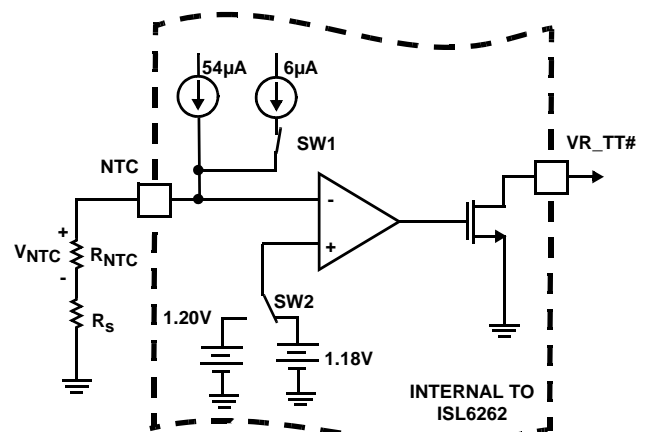 54μA 6μA
SW1
NTC
VR_TT#
-
+
VNTC
-
RNTC
+
SW2
Rs
1.20V
1.18V
INTERNAL TO
ISL6262